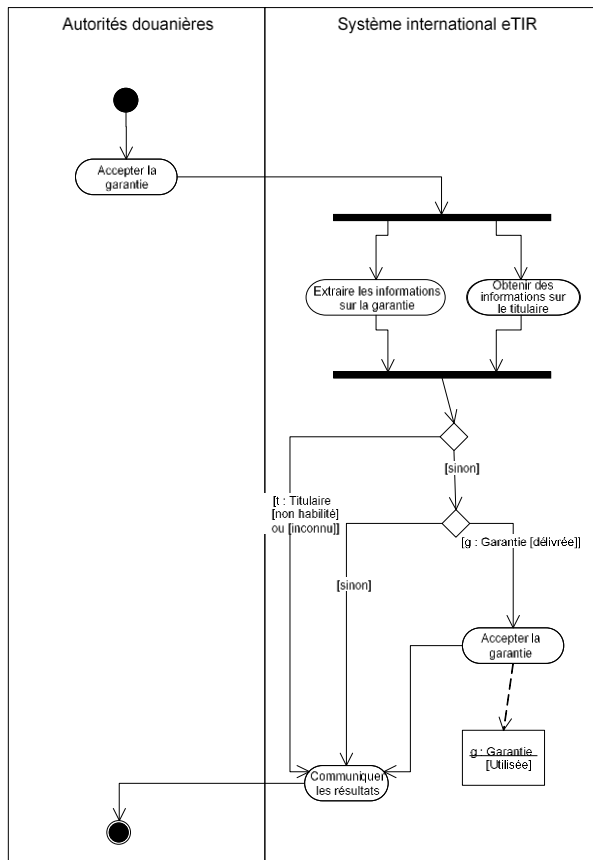 Autorités douanières
Système international eTIR
Accepter la
garantie
Extraire les informations
sur la garantie
Obtenir des
informations sur
le titulaire
[sinon]
[t : Titulaire
[non habilité]
ou [inconnu]]
[g : Garantie [délivrée]]
[sinon]
Accepter la
garantie
g : Garantie
[Utilisée]
Communiquer
les résultats